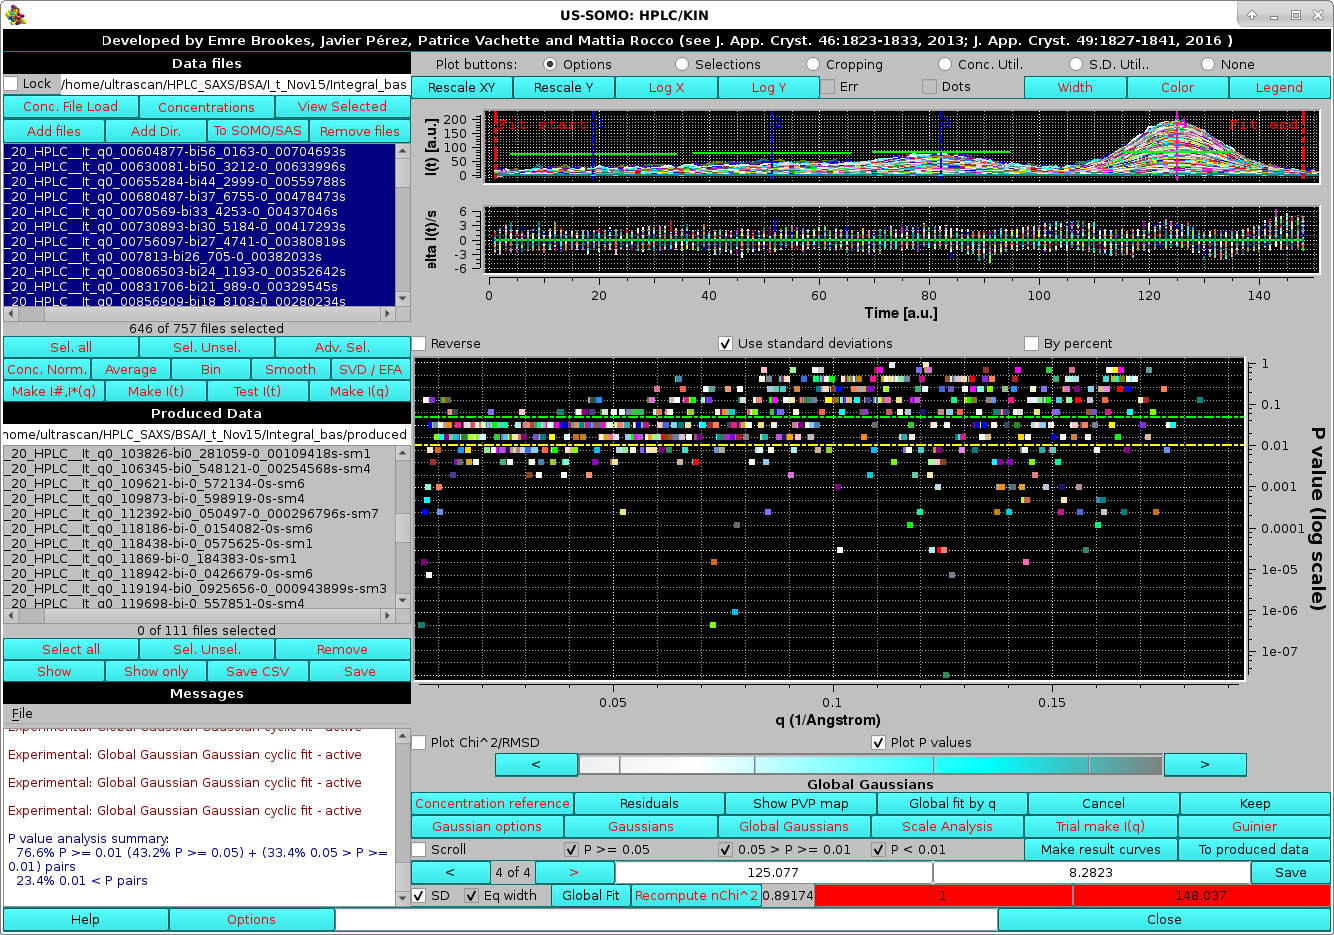 US-SOMO: HPLC/KIN
Developed by Emre Brookes, Javier Pérez, Patrice Vachette and Mattia Rocco (see J. App. Cryst. 46:1823-1833, 2013; J. App. Cryst. 49:1827-1841, 2016 )
Data files
Lock /home/ultrascan/HPLC_SAXS/BSA/I_t_Nov15/Integral_bas
Conc. File Load Concentrations View Selected
Add files Add Dir. To SOMO/SAS Remove files
_20_HPLC__It_q0_00604877-bi56_0163-0_00704693s
_20_HPLC__It_q0_00630081-bi50_3212-0_00633996s
_20_HPLC__It_q0_00655284-bi44_2999-0_00559788s
_20_HPLC__It_q0_00680487-bi37_6755-0_00478473s
_20_HPLC__It_q0_0070569-bi33_4253-0_00437046s
_20_HPLC__It_q0_00730893-bi30_5184-0_00417293s
_20_HPLC__It_q0_00756097-bi27_4741-0_00380819s
_20_HPLC__It_q0_007813-bi26_705-0_00382033s
_20_HPLC__It_q0_00806503-bi24_1193-0_00352642s
_20_HPLC__It_q0_00831706-bi21_989-0_00329545s
_20_HPLC__It_q0_00856909-bi18_8103-0_00280234s
646 of 757 files selected
Sel. all Sel. Unsel. Adv. Sel.
Conc. Norm. Average Bin Smooth SVD / EFA
Make I#,I*(q) Make I(t) Test I(t) Make I(q)
Produced Data
home/ultrascan/HPLC_SAXS/BSA/I_t_Nov15/Integral_bas/produced
_20_HPLC__It_q0_103826-bi0_281059-0_00109418s-sm1
_20_HPLC__It_q0_106345-bi0_548121-0_00254568s-sm4
_20_HPLC__It_q0_109621-bi-0_572134-0s-sm6
_20_HPLC__It_q0_109873-bi-0_598919-0s-sm4
_20_HPLC__It_q0_112392-bi0_050497-0_000296796s-sm7
_20_HPLC__It_q0_118186-bi-0_0154082-0s-sm6
_20_HPLC__It_q0_118438-bi-0_0575625-0s-sm1
_20_HPLC__It_q0_11869-bi-0_184383-0s-sm1
_20_HPLC__It_q0_118942-bi-0_0426679-0s-sm6
_20_HPLC__It_q0_119194-bi0_0925656-0_000943899s-sm3
_20_HPLC__It_q0_119698-bi-0_557851-0s-sm4
0 of 111 files selected
Select all Sel. Unsel. Remove
Show Show only Save CSV Save
Messages
File
Experimental: Global Gaussian Gaussian cyclic fit - active
Experimental: Global Gaussian Gaussian cyclic fit - active
Experimental: Global Gaussian Gaussian cyclic fit - active
P value analysis summary:
76.6% P >= 0.01 (43.2% P >= 0.05) + (33.4% 0.05 > P >=
0.01) pairs
23.4% 0.01 < P pairs
Help Options
Plot buttons: Options Selections Cropping Conc. Util. S.D. Util.. None
Rescale XY Rescale Y Log X Log Y Err Dots Width Color Legend
I(t) [a.u.]
200
150
100
50
0
Fit start 1 2 3 Fit end
elta I(t)/s
6
3
0
-3
-6
0 20 40 60 80 100 120 140
Time [a.u.]
Reverse Use standard deviations By percent
1
0.1
0.01
0.001
0.0001
1e-05
1e-06
1e-07
P value (log scale)
0.05 0.1 0.15
q (1/Angstrom)
Plot Chi^2/RMSD Plot P values
< >
Global Gaussians
Concentration reference Residuals Show PVP map Global fit by q Cancel Keep
Gaussian options Gaussians Global Gaussians Scale Analysis Trial make I(q) Guinier
Scroll P >= 0.05 0.05 > P >= 0.01 P < 0.01 Make result curves To produced data
< 4 of 4 > 125.077 8.2823 Save
SD Eq width Global Fit Recompute nChi^2 0.89174 1 148.037
Close